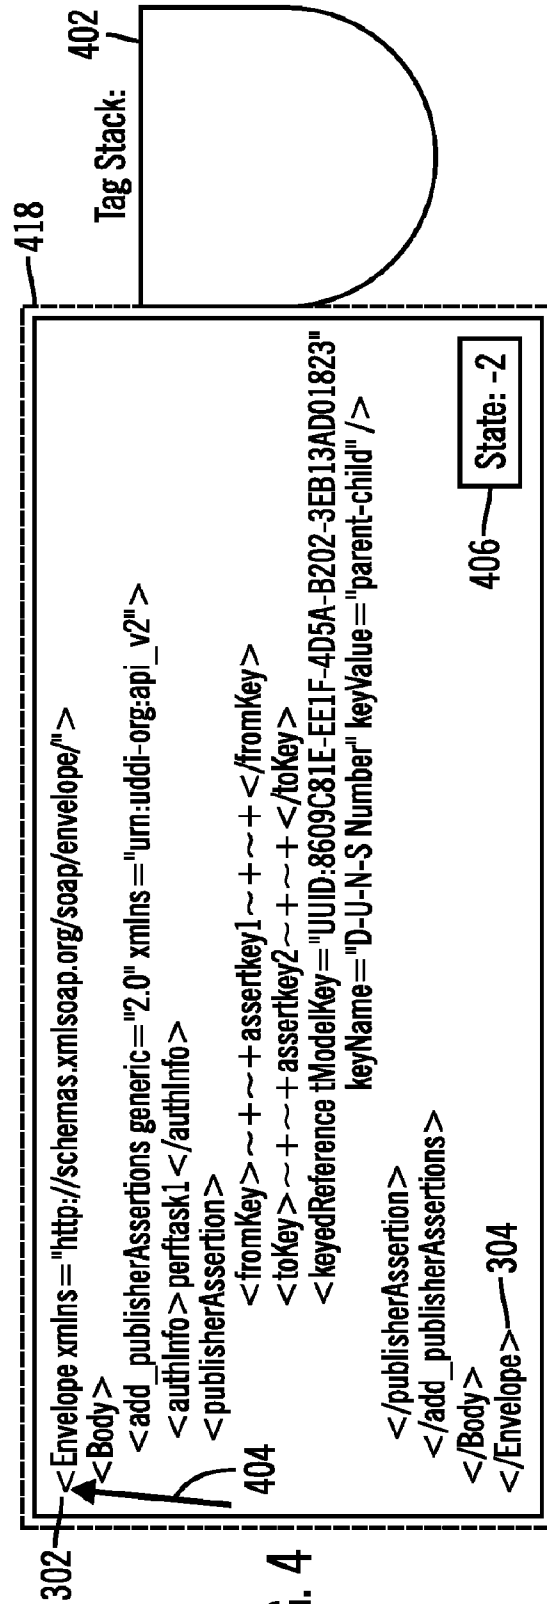 402
Tag Stack:
418
302
<Envelope xmlns="http://schemas.xmlsoap.org/soap/envelope/">
<Body>
<add_publisherAssertions generic="2.0" xmlns="urn:uddi-org:api_v2">
<authInfo>perftask1</authInfo>
<publisherAssertion>
<fromKey>~+~+assertkey1~+~+</fromKey>
<toKey>~+~+assertkey2~+~+</toKey>
<keyedReference tModelKey="UUID:8609C81E-EE1F-4D5A-B202-3EB13AD01823"
keyName="D-U-N-S Number" keyValue="parent-child" />
</publisherAssertion>
</add_publisherAssertions>
</Body>
</Envelope>
304
404
406
State: -2
4